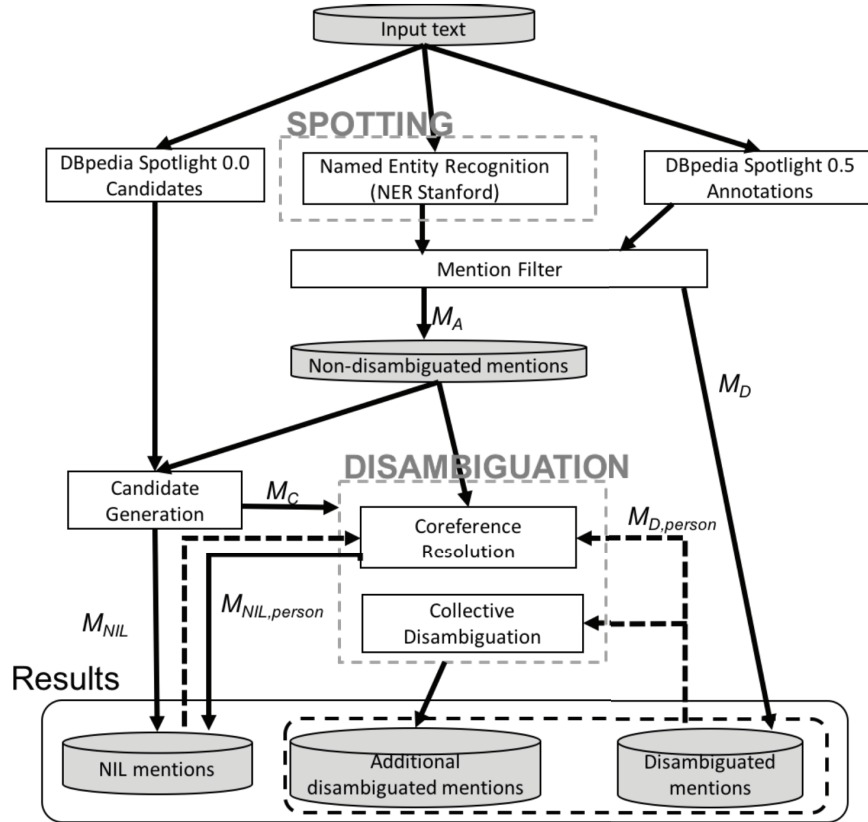 Input text
SPOTTING
DBpedia Spotlight 0.0
Candidates
Named Entity Recognition
(NER Stanford)
DBpedia Spotlight 0.5
Annotations
Mention Filter
M_A
Non-disambiguated mentions
M_D
DISAMBIGUATION
Candidate
Generation
M_C
Coreference
Resolution
M_D,person
M_NIL
M_NIL,person
Collective
Disambiguation
Results
NIL mentions
Additional
disambiguated mentions
Disambiguated
mentions